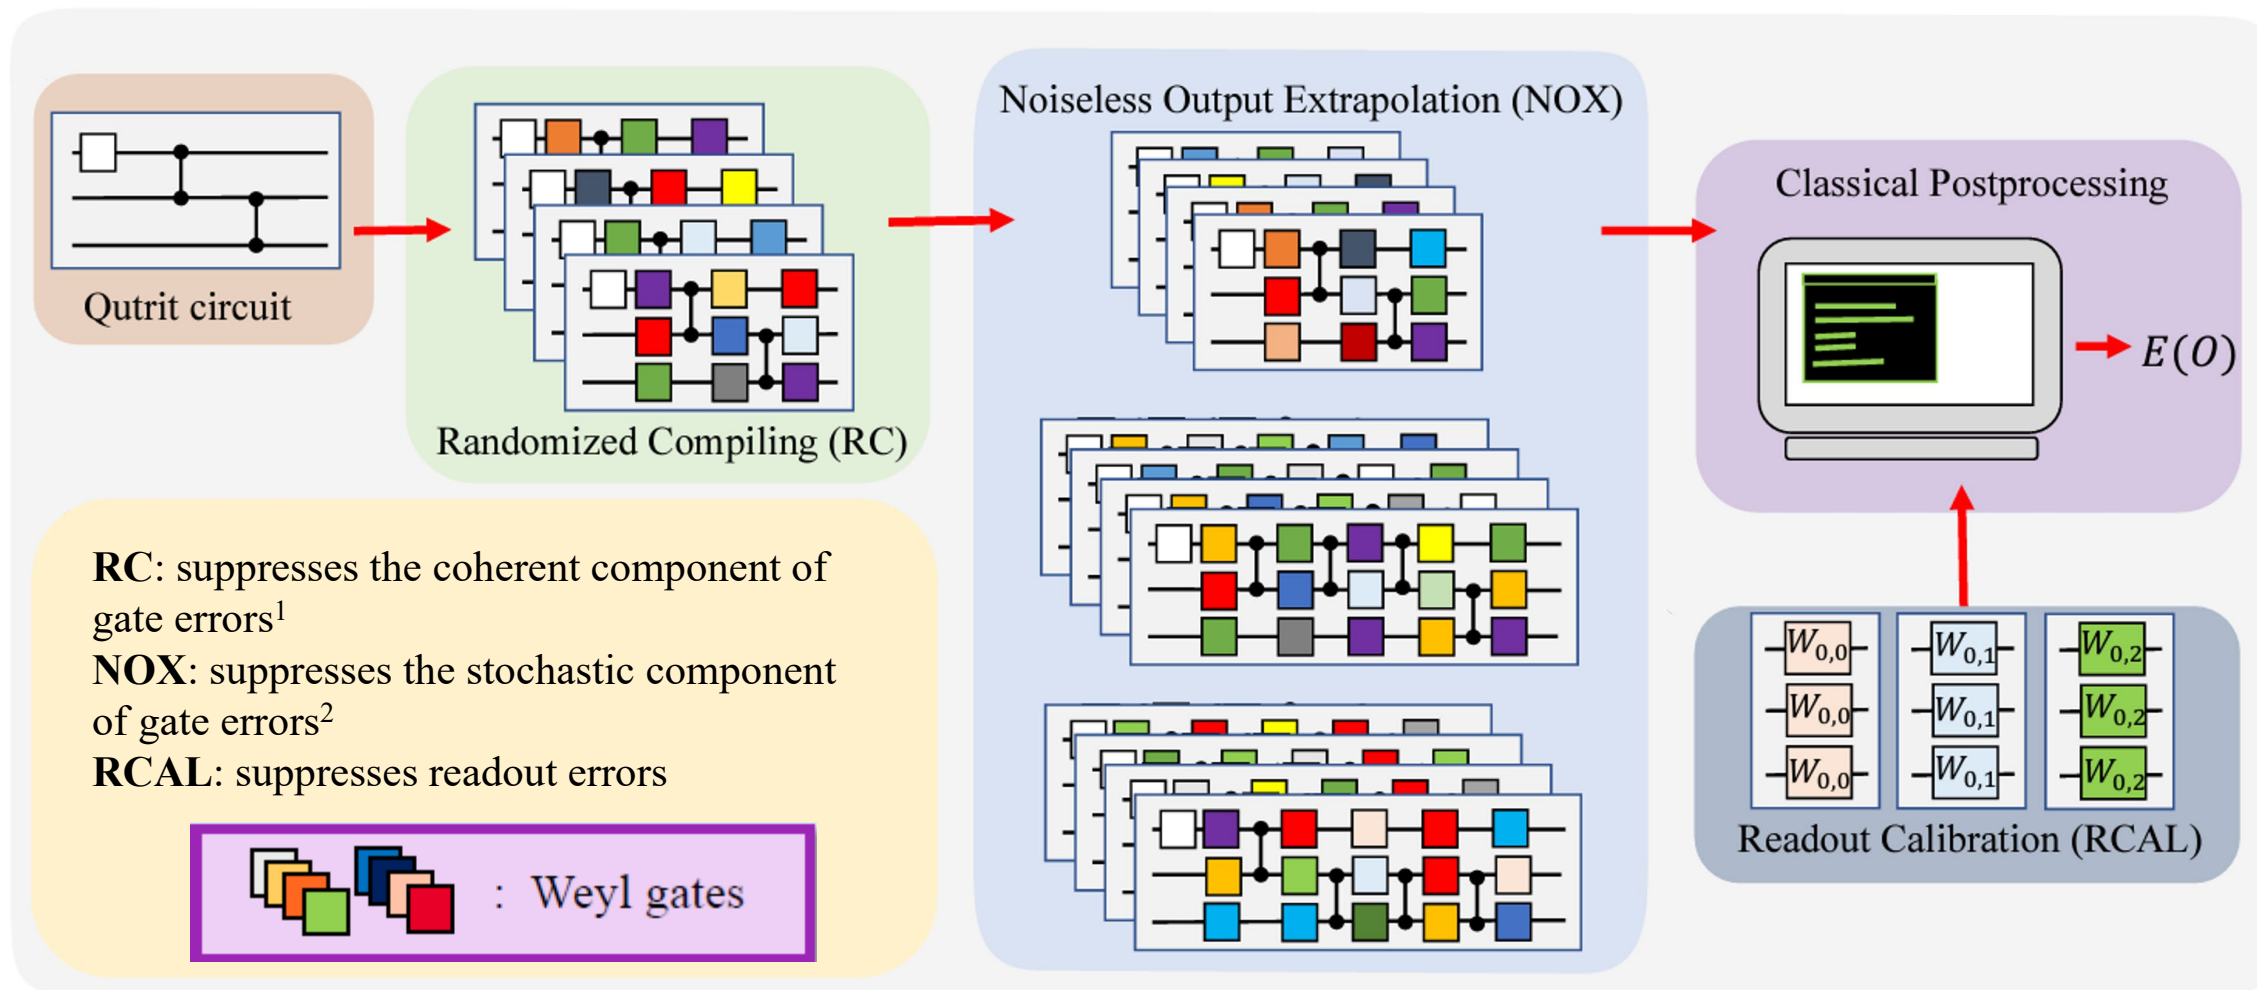 Qutrit circuit
Randomized Compiling (RC)
Noiseless Output Extrapolation (NOX)
Classical Postprocessing
E(O)
W₀,₀ W₀,₁ W₀,₂
W₀,₀ W₀,₁ W₀,₂
W₀,₀ W₀,₁ W₀,₂
Readout Calibration (RCAL)
RC: suppresses the coherent component of
gate errors¹
NOX: suppresses the stochastic component
of gate errors²
RCAL: suppresses readout errors
: Weyl gates